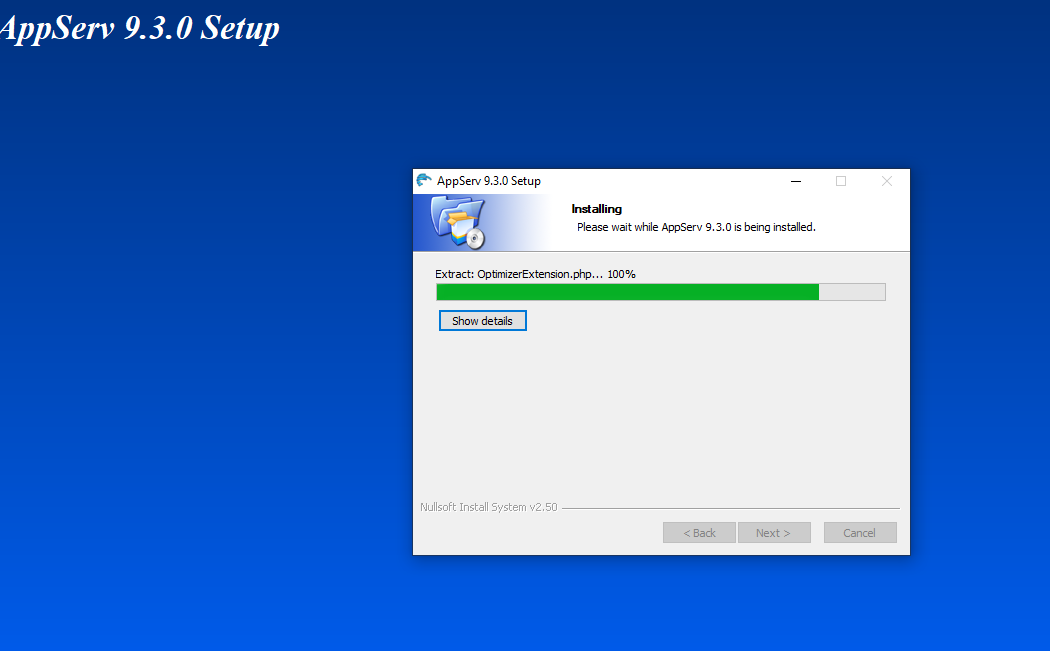 AppServ 9.3.0 Setup
AppServ 9.3.0 Setup
Installing
Please wait while AppServ 9.3.0 is being installed.
Extract: OptimizerExtension.php... 100%
Show details
Nullsoft Install System v2.50
< Back
Next >
Cancel